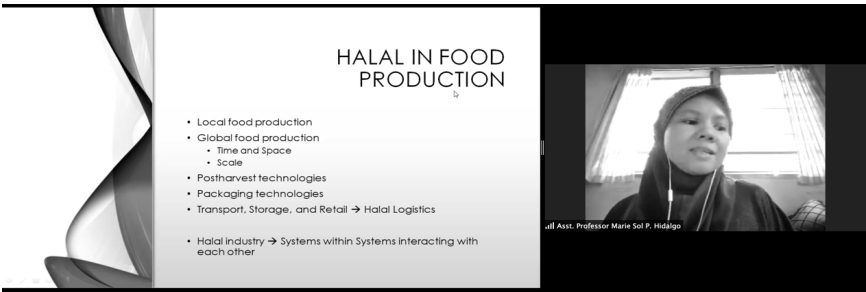 HALAL IN FOOD
PRODUCTION
• Local food production
• Global food production
• Time and Space
• Scale
• Postharvest technologies
• Packaging technologies
• Transport, Storage, and Retail → Halal Logistics
• Halal industry → Systems within Systems interacting with
each other
Asst. Professor Marie Sol P. Hidalgo